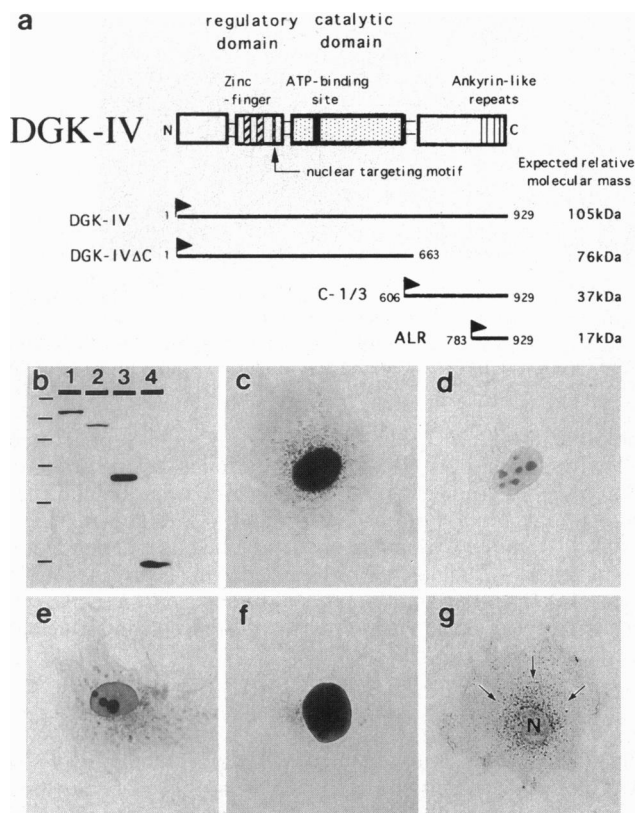 a
regulatory domain
catalytic domain
Zinc -finger
ATP-binding site
Ankyrin-like repeats
DGK-IV
N
C
nuclear targeting motif
Expected relative molecular mass
DGK-IV 1 929 105kDa
DGK-IVΔC 1 663 76kDa
C-1/3 606 929 37kDa
ALR 783 929 17kDa
b 1 2 3 4
c
d
e
f
g
N